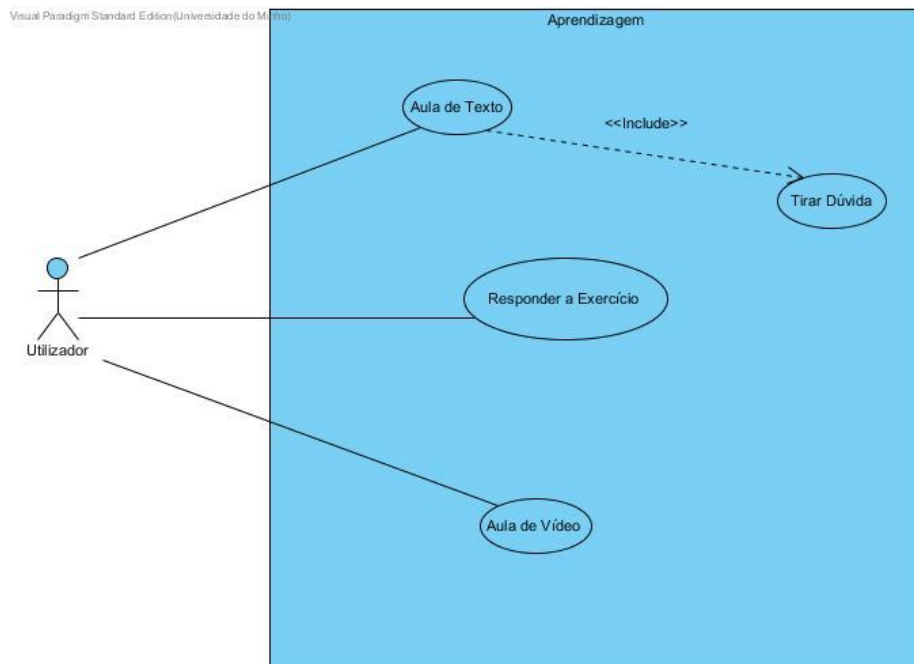 Visual Paradigm Standard Edition(Universidade do Minho)
Aprendizagem
Aula de Texto
<<Include>>
Tirar Dúvida
Responder a Exercício
Utilizador
Aula de Vídeo